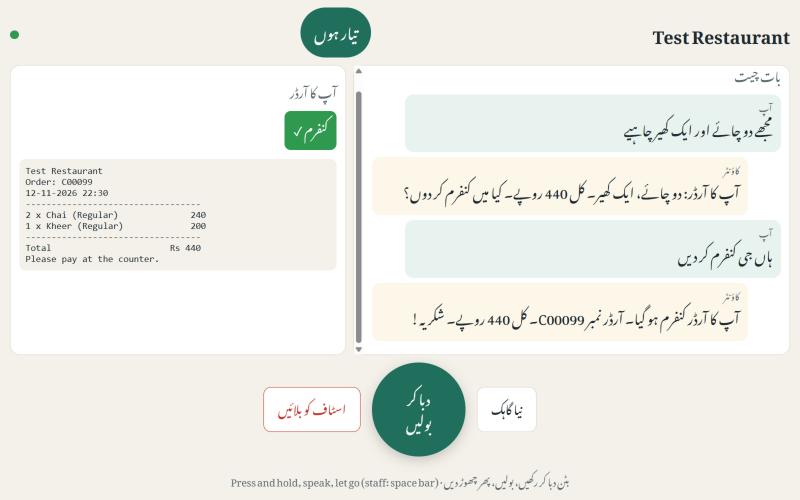 Test Restaurant
تیار ہوں
بات چیت
آپ
مجھے دو چائے اور ایک کھیر چاہیے
کاؤنٹر
آپ کا آرڈر: دو چائے، ایک کھیر۔ کل 440 روپے۔ کیا میں کنفرم کر دوں؟
آپ
ہاں جی کنفرم کر دیں
کاؤنٹر
آپ کا آرڈر کنفرم ہو گیا۔ آرڈر نمبر C00099۔ کل 440 روپے۔ شکریہ!
آپ کا آرڈر
کنفرم ✓
Test Restaurant
Order: C00099
12-11-2026 22:30
--------------------------------
2 x Chai (Regular) 240
1 x Kheer (Regular) 200
--------------------------------
Total Rs 440
Please pay at the counter.
نیا گاہک
دبا کر
بولیں
اسٹاف کو بلائیں
بٹن دبا کر رکھیں، بولیں، پھر چھوڑ دیں · Press and hold, speak, let go (staff: space bar)